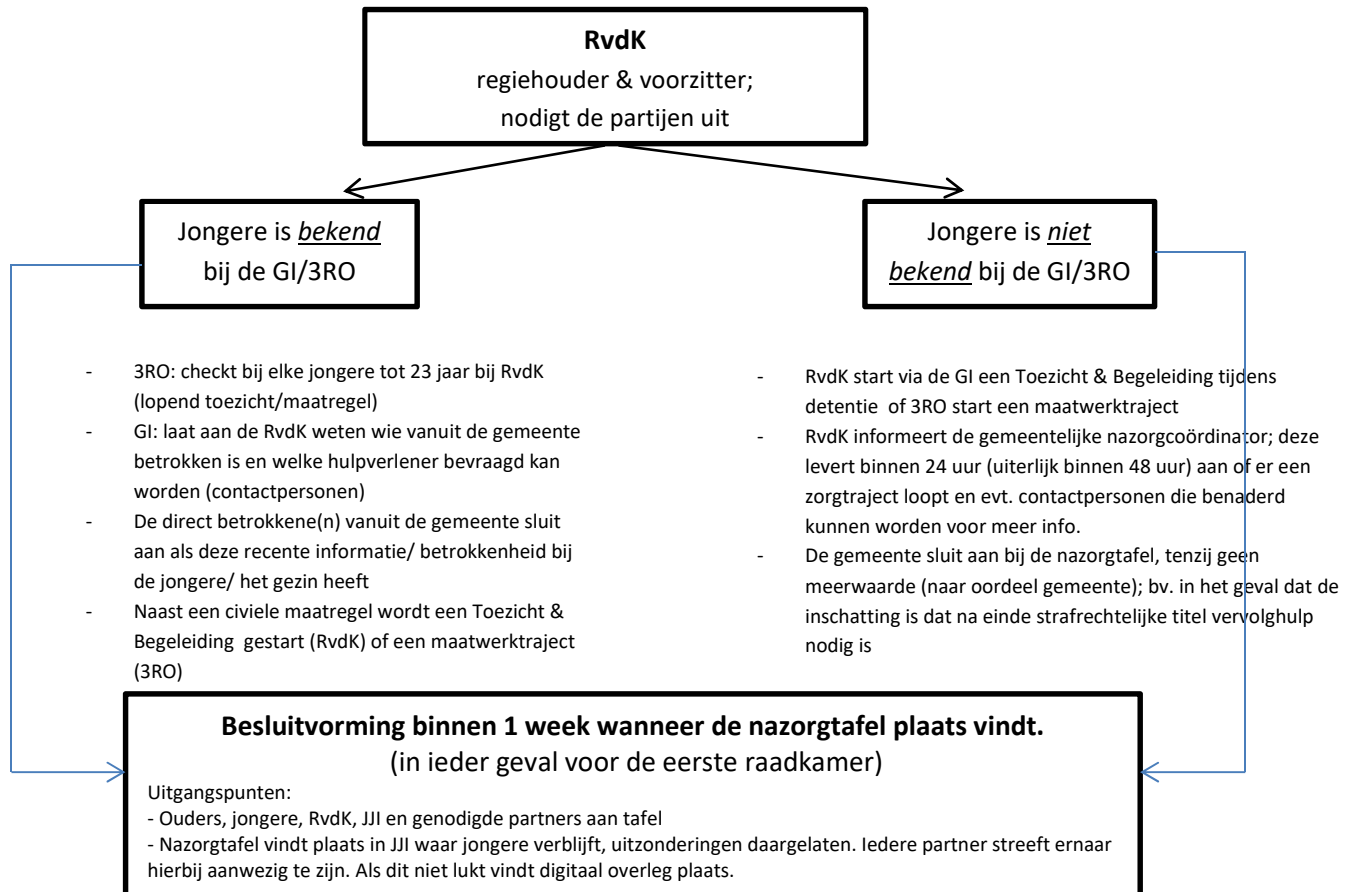 RvdK
regiehouder & voorzitter;
nodigt de partijen uit
Jongere is bekend
bij de GI/3RO
Jongere is niet
bekend bij de GI/3RO
- 3RO: checkt bij elke jongere tot 23 jaar bij RvdK
(lopend toezicht/maatregel)
- GI: laat aan de RvdK weten wie vanuit de gemeente
betrokken is en welke hulpverlener bevraagd kan
worden (contactpersonen)
- De direct betrokkene(n) vanuit de gemeente sluit
aan als deze recente informatie/ betrokkenheid bij
de jongere/ het gezin heeft
- Naast een civiele maatregel wordt een Toezicht &
Begeleiding gestart (RvdK) of een maatwerktraject
(3RO)
- RvdK start via de GI een Toezicht & Begeleiding tijdens
detentie of 3RO start een maatwerktraject
- RvdK informeert de gemeentelijke nazorgcoördinator; deze
levert binnen 24 uur (uiterlijk binnen 48 uur) aan of er een
zorgtraject loopt en evt. contactpersonen die benaderd
kunnen worden voor meer info.
- De gemeente sluit aan bij de nazorgtafel, tenzij geen
meerwaarde (naar oordeel gemeente); bv. in het geval dat de
inschatting is dat na einde strafrechtelijke titel vervolghulp
nodig is
Besluitvorming binnen 1 week wanneer de nazorgtafel plaats vindt.
(in ieder geval voor de eerste raadkamer)
Uitgangspunten:
- Ouders, jongere, RvdK, JJI en genodigde partners aan tafel
- Nazorgtafel vindt plaats in JJI waar jongere verblijft, uitzonderingen daargelaten. Iedere partner streeft ernaar
hierbij aanwezig te zijn. Als dit niet lukt vindt digitaal overleg plaats.